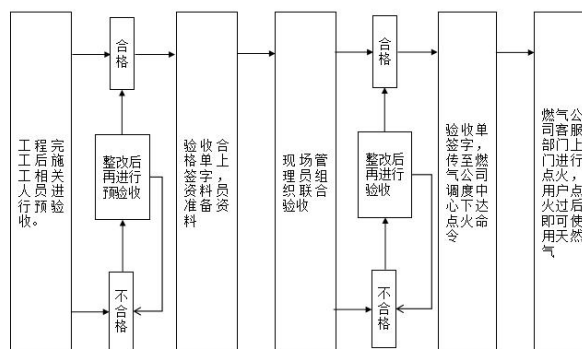 工程完
工后施
工相关
人员进
行预验
收。
合格
整改后
再进行
预验收
不合格
验收合
格单上
签字，
资料员
准备资
料
现场管
理员组
织联合
验收
合格
整改后
再进行
验收
不合格
验收单
签字，
传至燃
气公司
调度中
心下达
点火命
令
燃气公
司客服
部门上
门进行
点火，
用户点
火过后
即可使
用天然
气